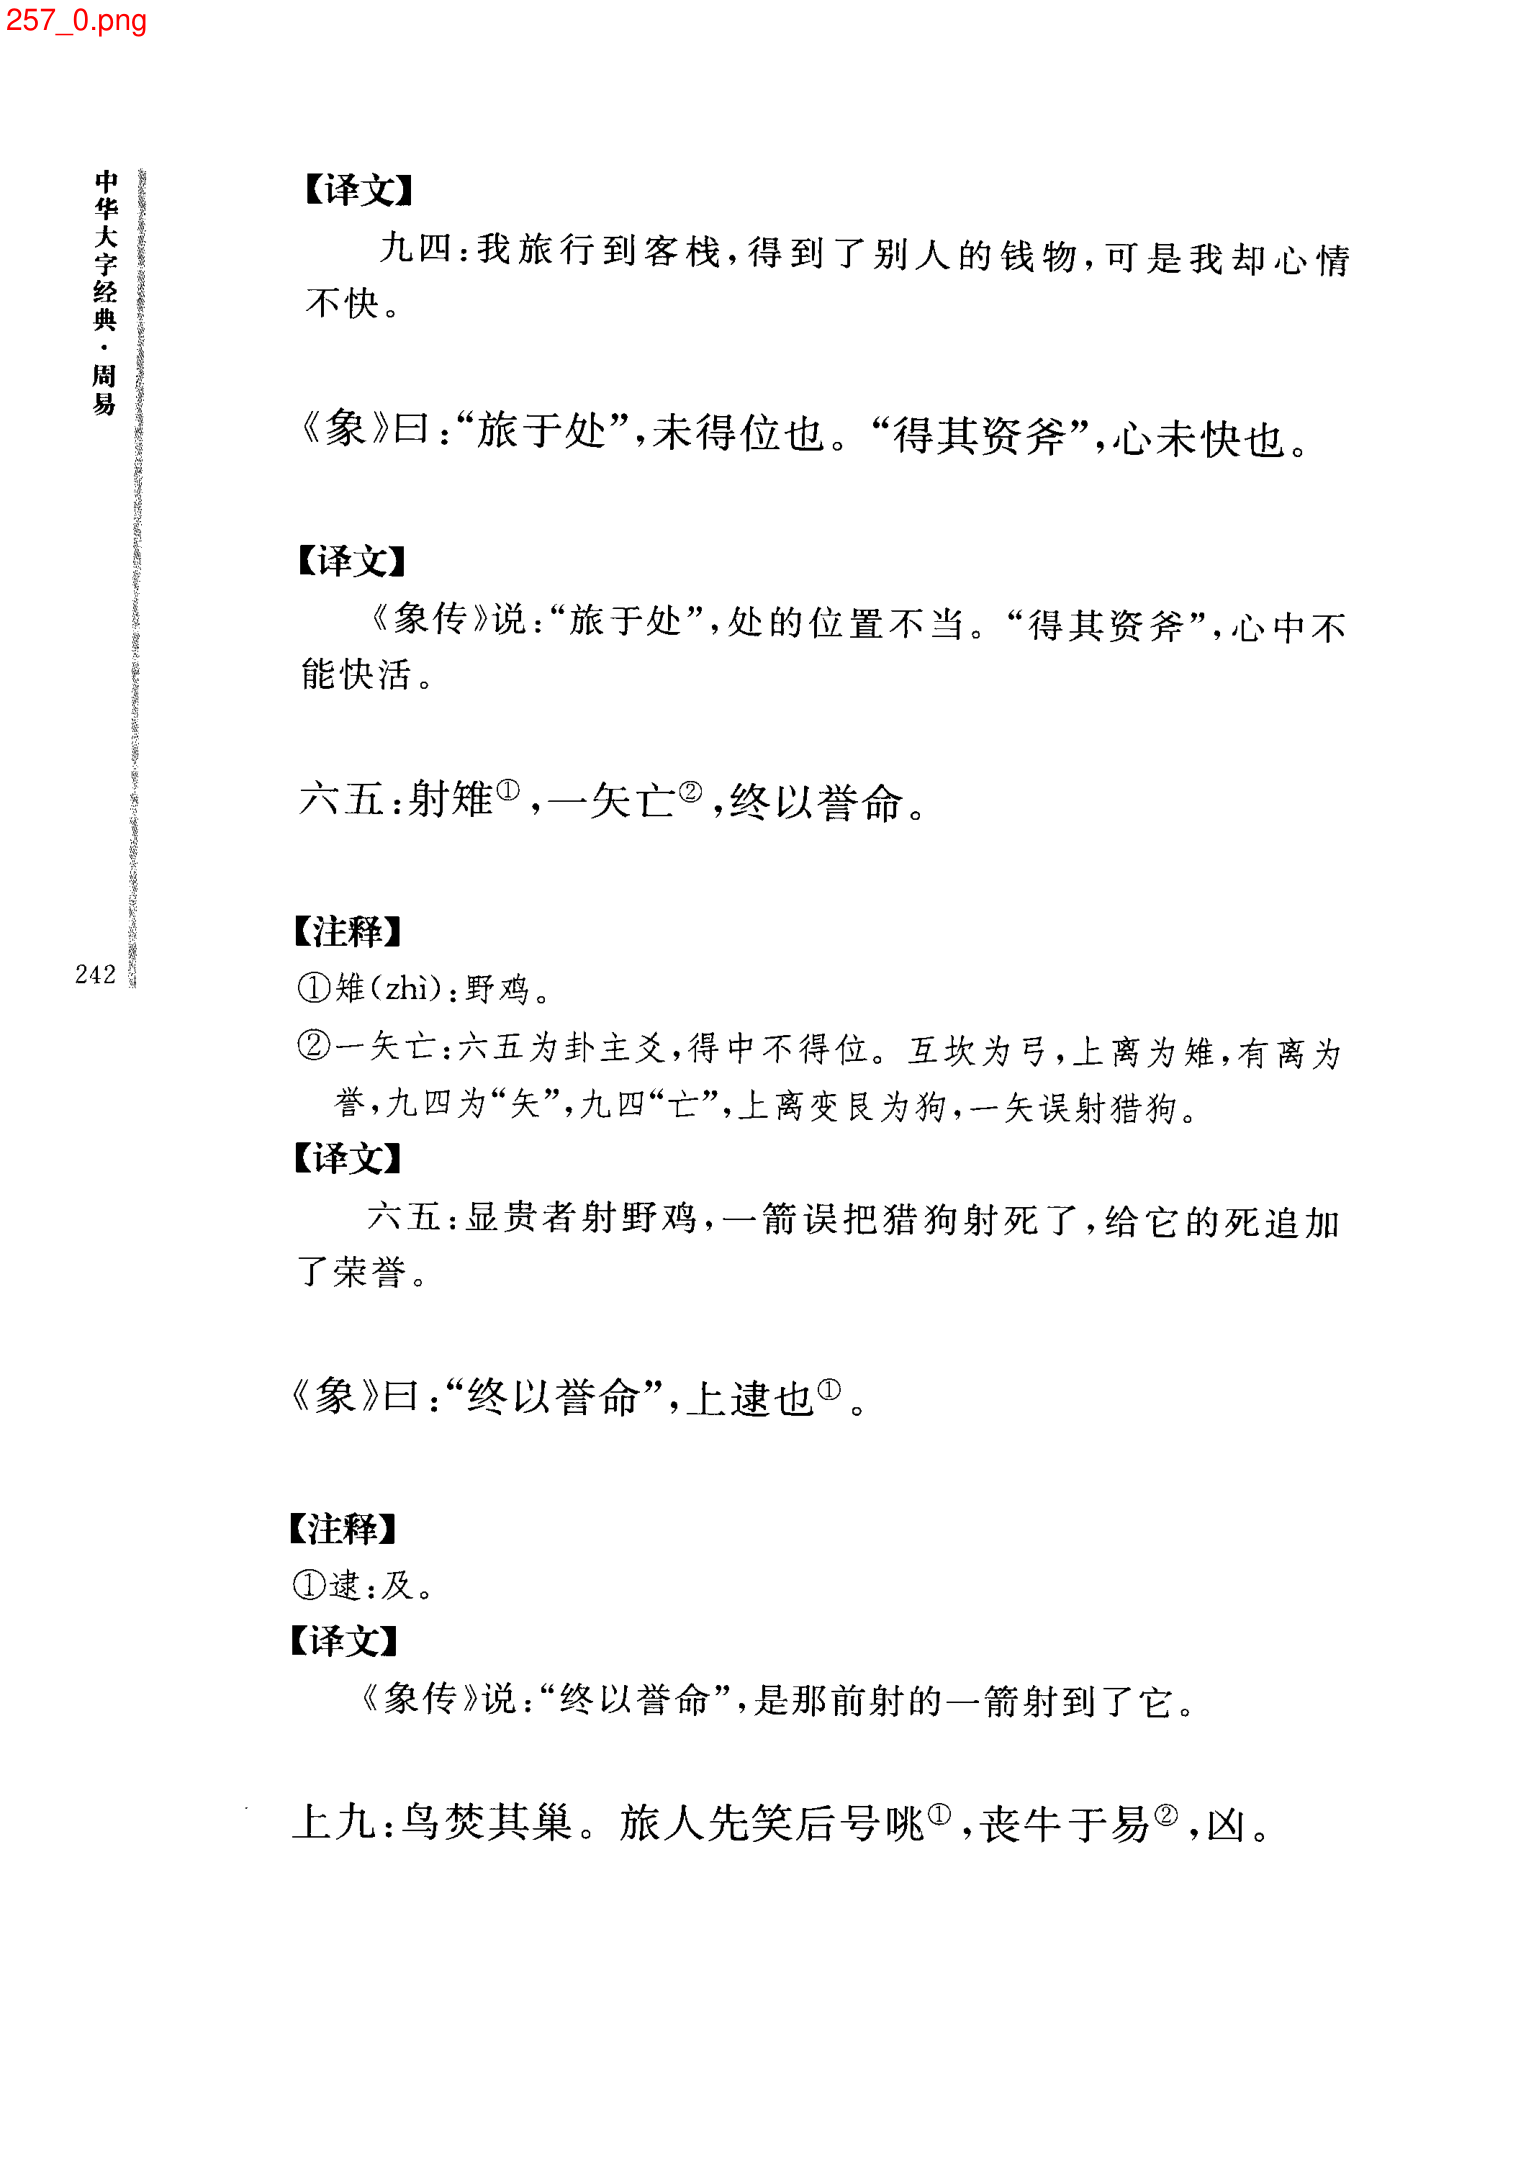 257_0.png
中华大字经典·周易
242
【译文】
九四：我旅行到客栈，得到了别人的钱物，可是我却心情
不快。
《象》曰：“旅于处”，未得位也。“得其资斧”，心未快也。
【译文】
《象传》说：“旅于处”，处的位置不当。“得其资斧”，心中不
能快活。
六五：射雉①，一矢亡②，终以誉命。
【注释】
①雉（zhì）：野鸡。
②一矢亡：六五为卦主爻，得中不得位。互坎为弓，上离为雉，有离为
誉，九四为“矢”，九四“亡”，上离变艮为狗，一矢误射猎狗。
【译文】
六五：显贵者射野鸡，一箭误把猎狗射死了，给它的死追加
了荣誉。
《象》曰：“终以誉命”，上逮也①。
【注释】
①逮：及。
【译文】
《象传》说：“终以誉命”，是那前射的一箭射到了它。
上九：鸟焚其巢。旅人先笑后号咷①，丧牛于易②，凶。